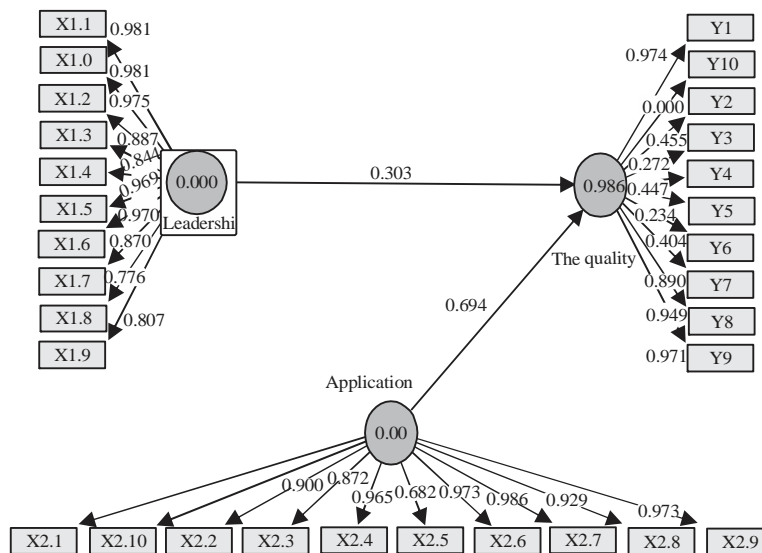 X1.1
0.981
X1.0
0.981
X1.2
0.975
X1.3
0.887
X1.4
0.844
X1.5
0.969
X1.6
0.970
X1.7
0.870
X1.8
0.776
X1.9
0.807
0.000
Leadershi
0.303
0.986
The quality
0.694
Y1
0.974
Y10
0.000
Y2
0.455
Y3
0.272
Y4
0.447
Y5
0.234
Y6
0.404
Y7
0.890
Y8
0.949
Y9
0.971
Application
0.00
0.900
0.872
0.965
0.682
0.973
0.986
0.929
0.973
X2.1
X2.10
X2.2
X2.3
X2.4
X2.5
X2.6
X2.7
X2.8
X2.9